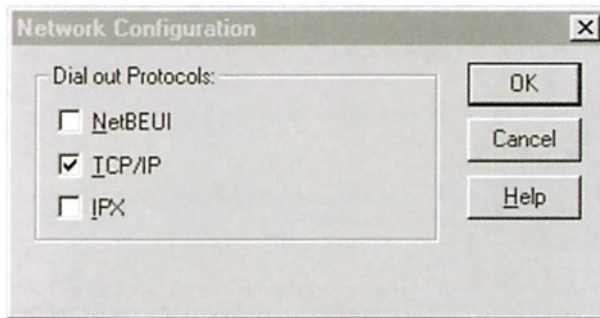 Network Configuration
Dial out Protocols:
NetBEUI
TCP/IP
IPX
OK
Cancel
Help